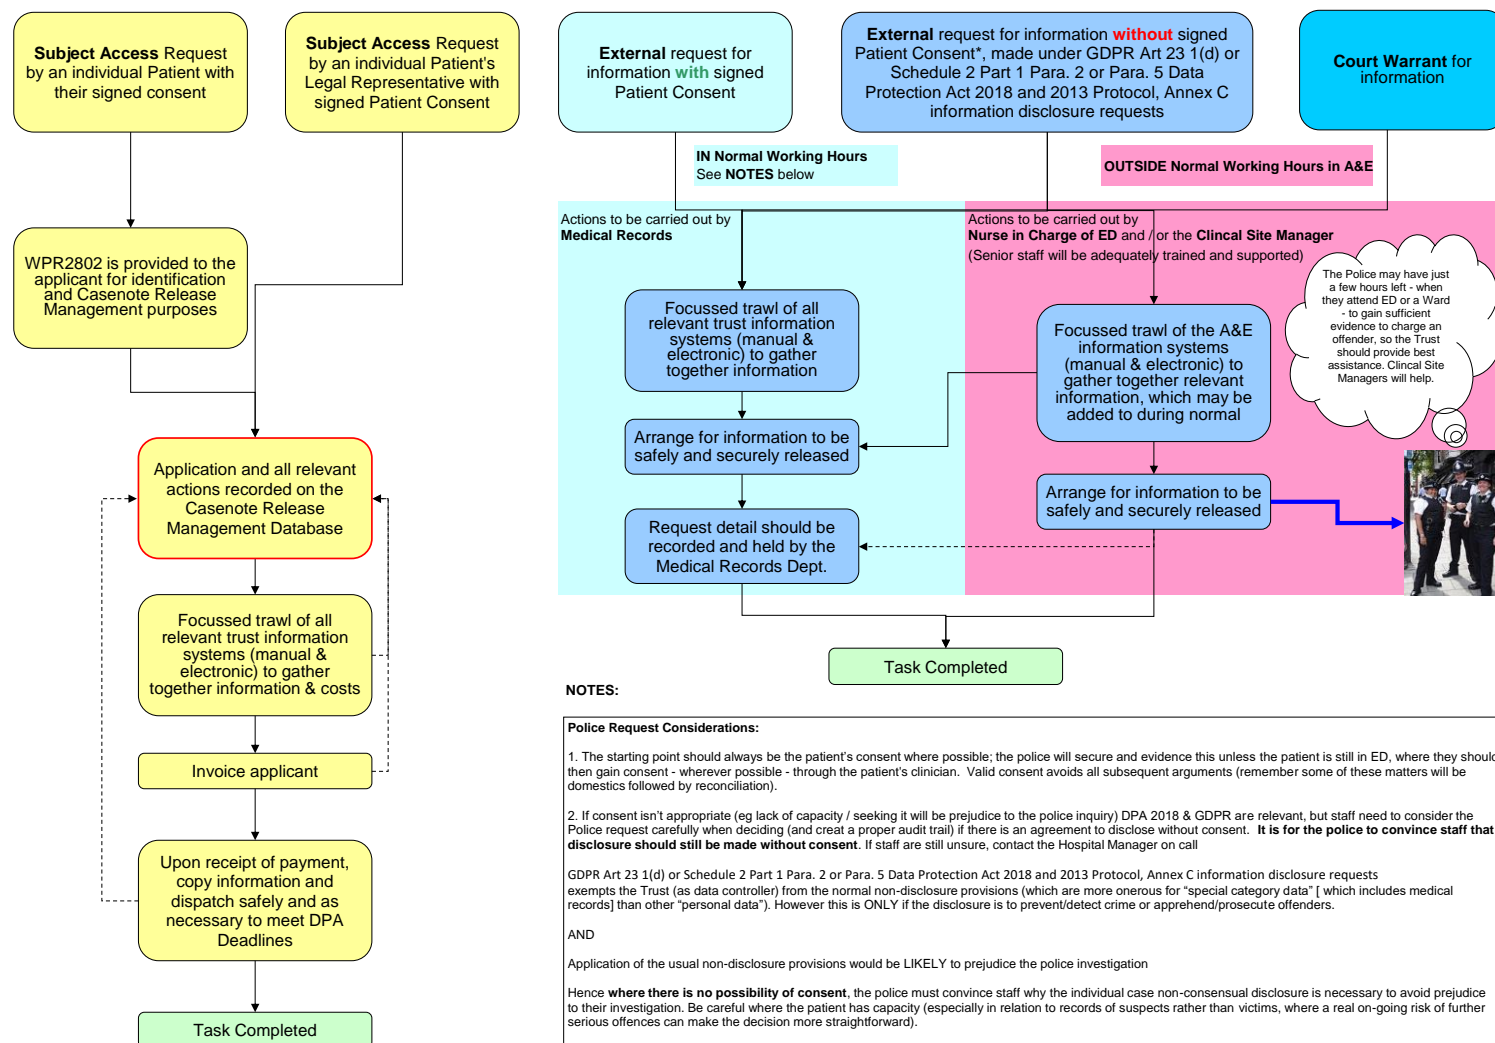 Subject Access Request
by an individual Patient with
their signed consent
Subject Access Request
by an individual Patient's
Legal Representative with
signed Patient Consent
External request for
information with signed
Patient Consent
External request for information without signed
Patient Consent*, made under GDPR Art 23 1(d) or
Schedule 2 Part 1 Para. 2 or Para. 5 Data
Protection Act 2018 and 2013 Protocol, Annex C
information disclosure requests
Court Warrant for
information
IN Normal Working Hours
See NOTES below
OUTSIDE Normal Working Hours in A&E
WPR2802 is provided to the
applicant for identification
and Casenote Release
Management purposes
Application and all relevant
actions recorded on the
Casenote Release
Management Database
Focussed trawl of all
relevant trust information
systems (manual &
electronic) to gather
together information & costs
Invoice applicant
Upon receipt of payment,
copy information and
dispatch safely and as
necessary to meet DPA
Deadlines
Task Completed
Actions to be carried out by
Medical Records
Focussed trawl of all
relevant trust information
systems (manual &
electronic) to gather
together information
Arrange for information to be
safely and securely released
Request detail should be
recorded and held by the
Medical Records Dept.
Actions to be carried out by
Nurse in Charge of ED and / or the Clincal Site Manager
(Senior staff will be adequately trained and supported)
Focussed trawl of the A&E
information systems
(manual & electronic) to
gather together relevant
information, which may be
added to during normal
Arrange for information to be
safely and securely released
The Police may have just
a few hours left - when
they attend ED or a Ward
- to gain sufficient
evidence to charge an
offender, so the Trust
should provide best
assistance. Clincal Site
Managers will help.
Task Completed
NOTES:
Police Request Considerations:
1. The starting point should always be the patient's consent where possible; the police will secure and evidence this unless the patient is still in ED, where they should
then gain consent - wherever possible - through the patient's clinician. Valid consent avoids all subsequent arguments (remember some of these matters will be
domestics followed by reconciliation).
2. If consent isn't appropriate (eg lack of capacity / seeking it will be prejudice to the police inquiry) DPA 2018 & GDPR are relevant, but staff need to consider the
Police request carefully when deciding (and creat a proper audit trail) if there is an agreement to disclose without consent. It is for the police to convince staff that
disclosure should still be made without consent. If staff are still unsure, contact the Hospital Manager on call
GDPR Art 23 1(d) or Schedule 2 Part 1 Para. 2 or Para. 5 Data Protection Act 2018 and 2013 Protocol, Annex C information disclosure requests
exempts the Trust (as data controller) from the normal non-disclosure provisions (which are more onerous for "special category data" [ which includes medical
records] than other "personal data"). However this is ONLY if the disclosure is to prevent/detect crime or apprehend/prosecute offenders.
AND
Application of the usual non-disclosure provisions would be LIKELY to prejudice the police investigation
Hence where there is no possibility of consent, the police must convince staff why the individual case non-consensual disclosure is necessary to avoid prejudice
to their investigation. Be careful where the patient has capacity (especially in relation to records of suspects rather than victims, where a real on-going risk of further
serious offences can make the decision more straightforward).